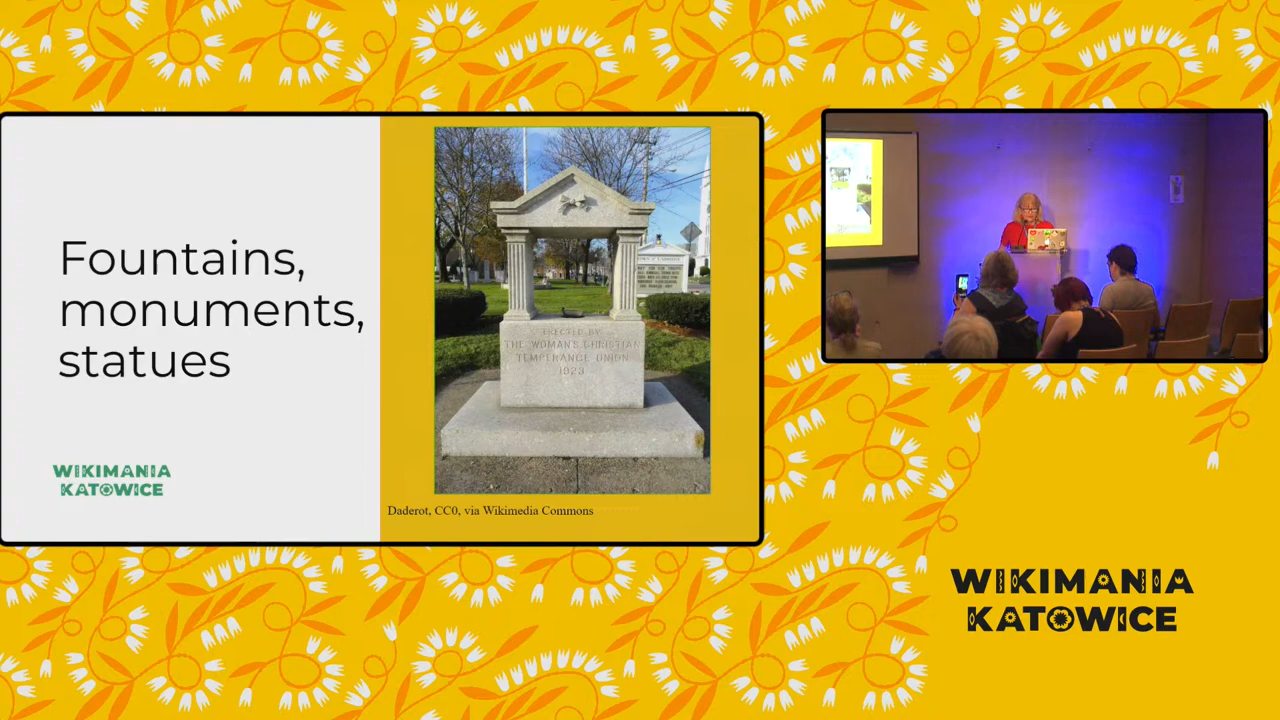 Fountains,
monuments,
statues
WIKIMANIA
KATOWICE
ERECTED BY
THE WOMAN'S CHRISTIAN
TEMPERANCE UNION
1923
Daderot, CC0, via Wikimedia Commons
WIKIMANIA
KATOWICE